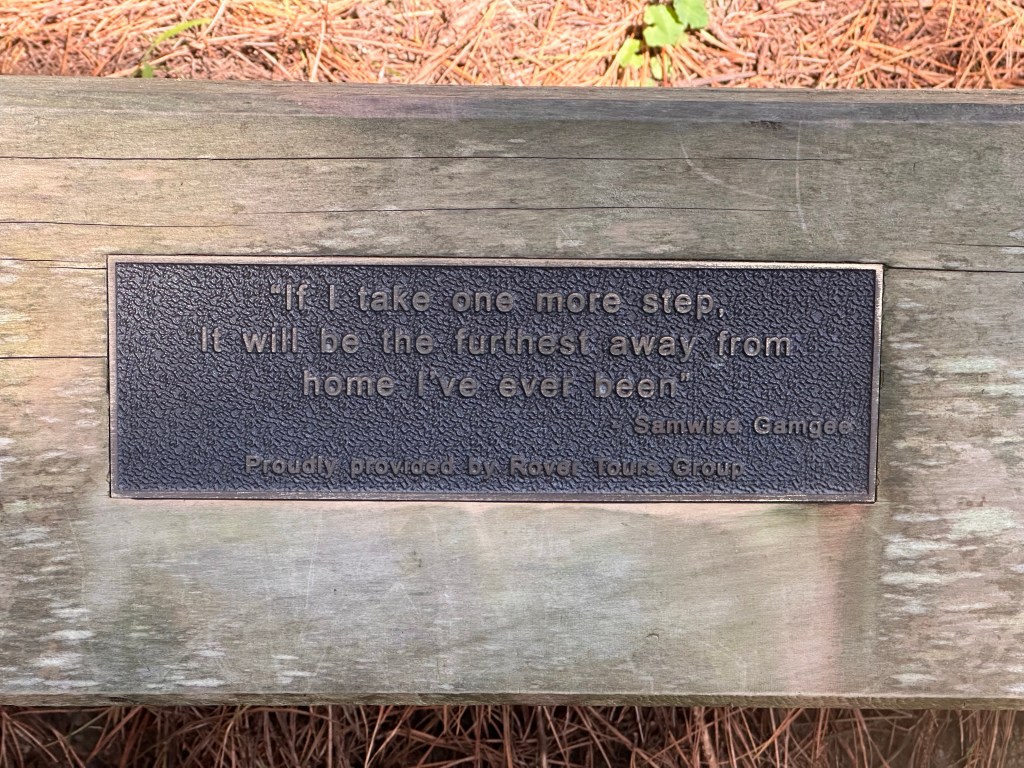 “If I take one more step,
It will be the furthest away from
home I’ve ever been”
- Samwise Gamgee
Proudly provided by Rover Tours Group